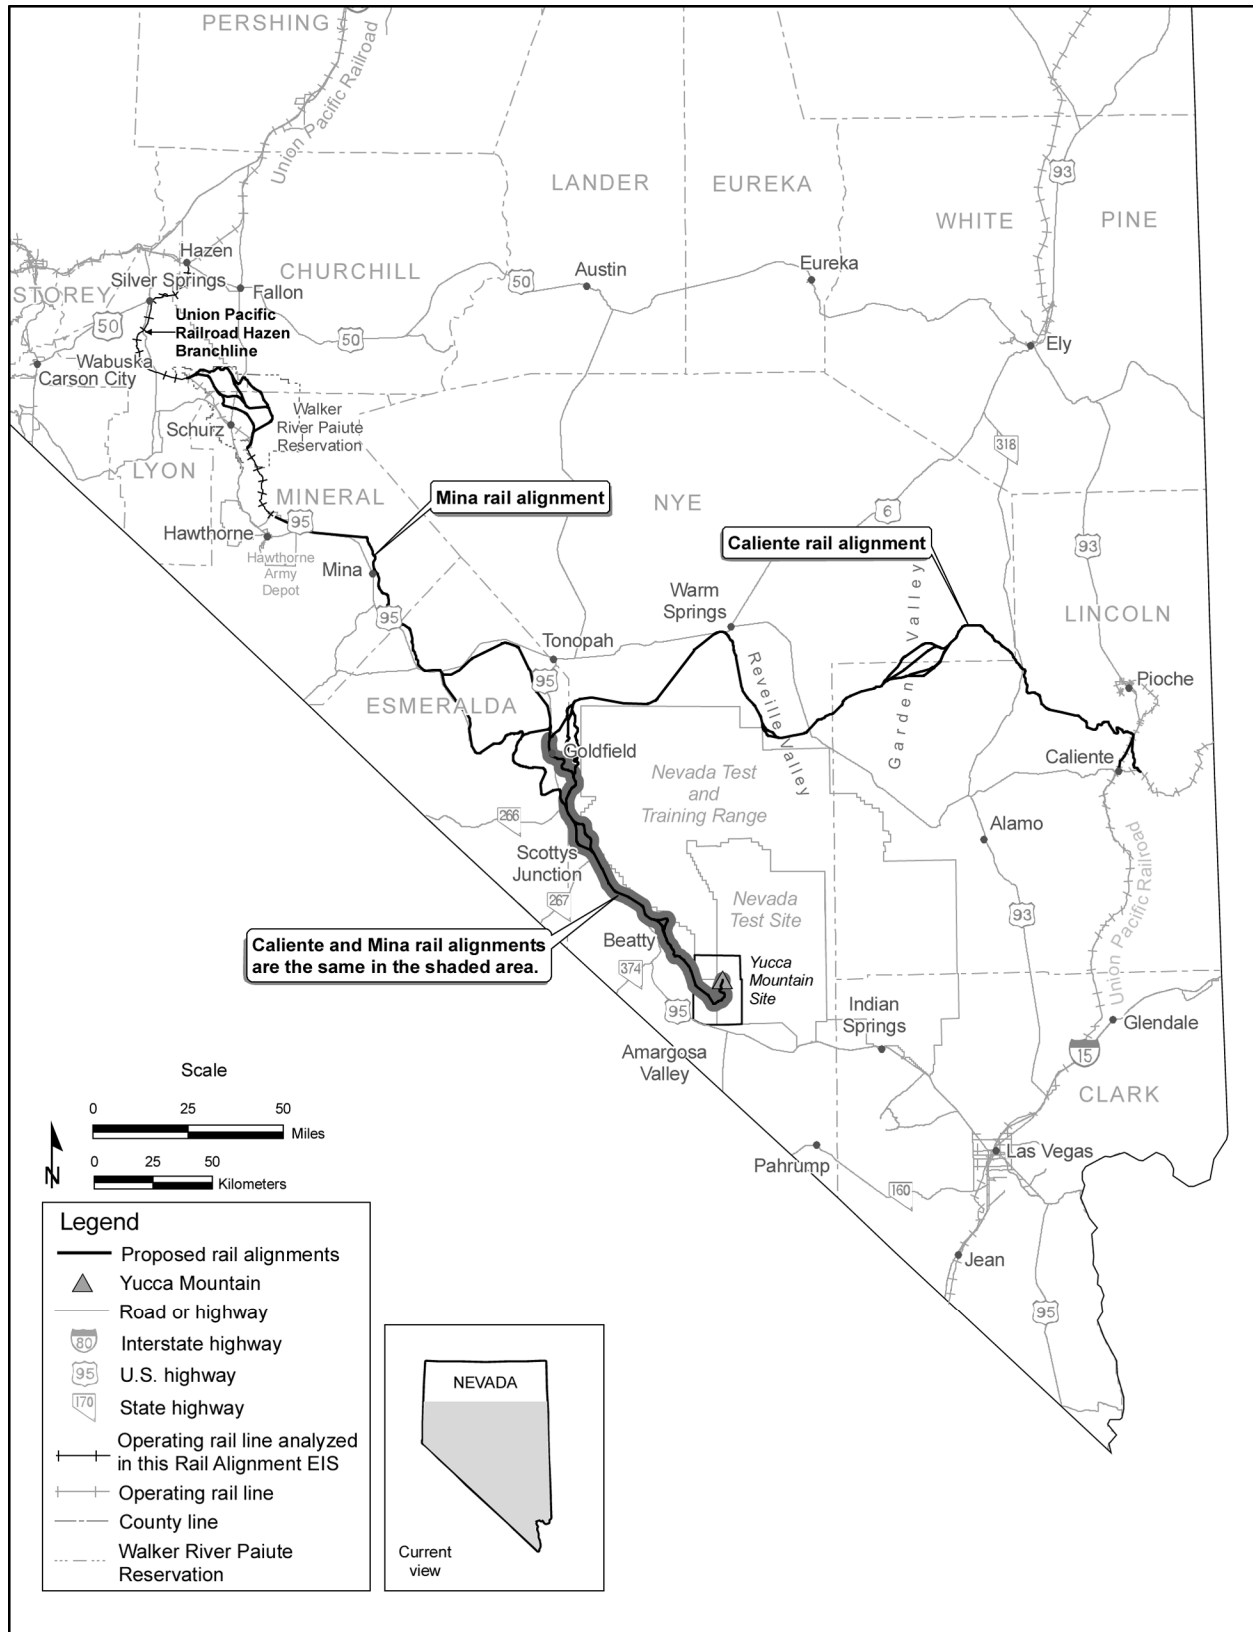 PERSHING
Union Pacific Railroad
LANDER
EUREKA
93
WHITE
PINE
Hazen
Silver Springs
CHURCHILL
STOREY
Fallon
50
Austin
Eureka
50
Union Pacific
Railroad Hazen
Branchline
50
Wabuska
Carson City
Ely
Walker
River Paiute
Reservation
Schurz
318
LYON
MINERAL
Mina rail alignment
NYE
6
95
Hawthorne
Hawthorne
Army
Depot
Caliente rail alignment
93
Mina
Warm
Springs
95
Garden Valley
LINCOLN
Tonopah
95
Reveille Valley
Pioche
ESMERALDA
Goldfield
Caliente
Nevada Test
and
Training Range
266
Alamo
Scottys
Junction
Union Pacific Railroad
267
Nevada
Test Site
93
Caliente and Mina rail alignments
are the same in the shaded area.
Beatty
374
Yucca
Mountain
Site
95
Indian
Springs
Glendale
Amargosa
Valley
15
CLARK
Scale
0 25 50
Miles
0 25 50
Kilometers
N
Las Vegas
Pahrump
160
Jean
95
Legend
Proposed rail alignments
Yucca Mountain
Road or highway
80 Interstate highway
95 U.S. highway
170 State highway
Operating rail line analyzed
in this Rail Alignment EIS
Operating rail line
County line
Walker River Paiute
Reservation
NEVADA
Current
view